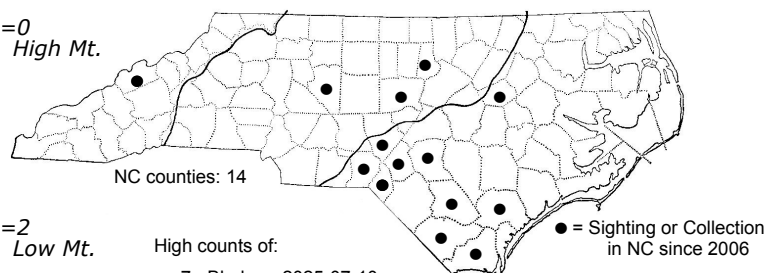 =0
High Mt.
NC counties: 14
=2
Low Mt.
High counts of:
● = Sighting or Collection
in NC since 2006